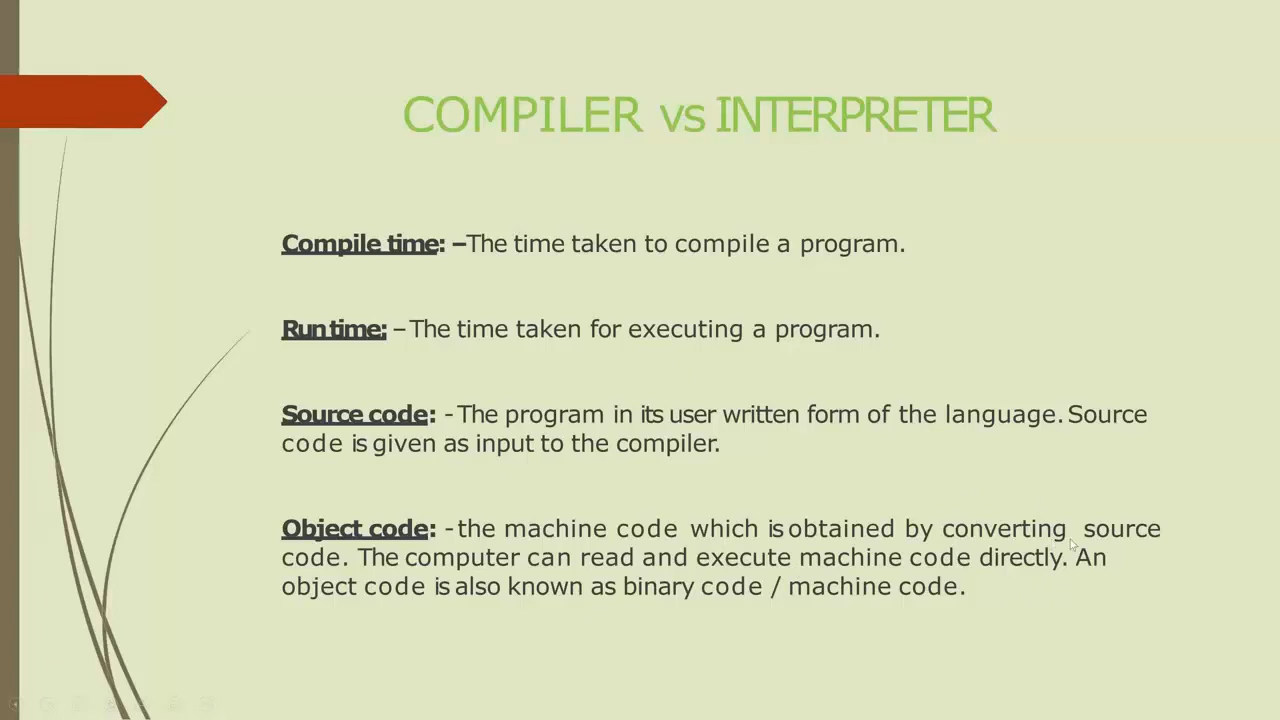 COMPILER vs INTERPRETER
Compile time: –The time taken to compile a program.
Run time: – The time taken for executing a program.
Source code: - The program in its user written form of the language. Source
code is given as input to the compiler.
Object code: - the machine code which is obtained by converting source
code. The computer can read and execute machine code directly. An
object code is also known as binary code / machine code.